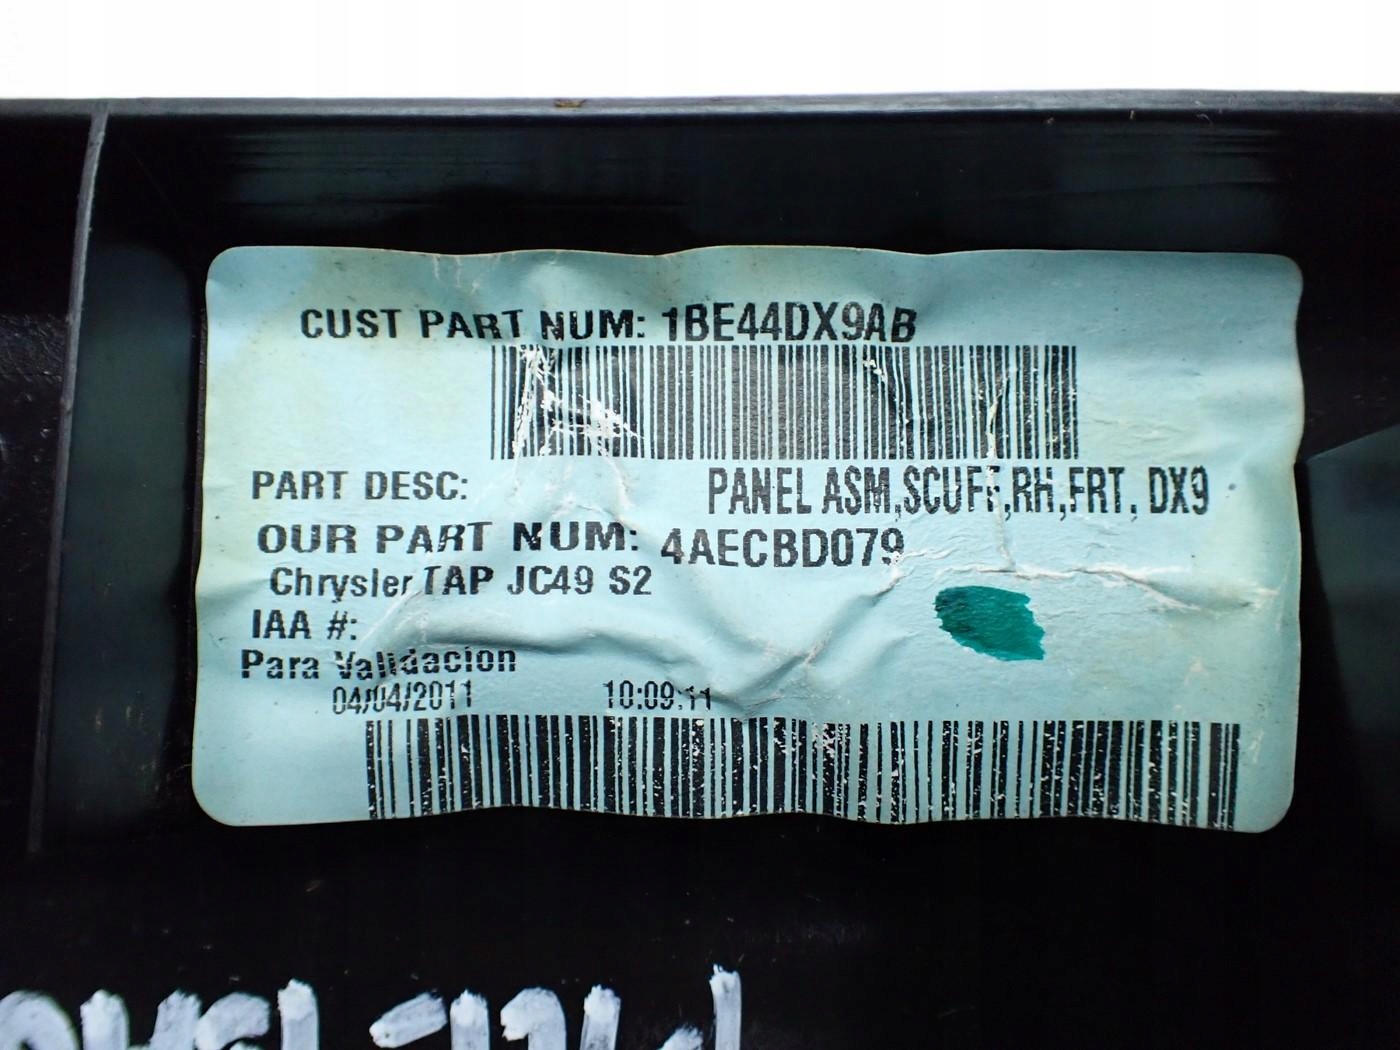 CUST PART NUM: 1BE44DX9AB
PART DESC: PANEL ASM,SCUFF,RH,FRT, DX9
OUR PART NUM: 4AECBD079
Chrysler TAP JC49 S2
IAA #:
Para Validacion
04/04/2011 10:09:11